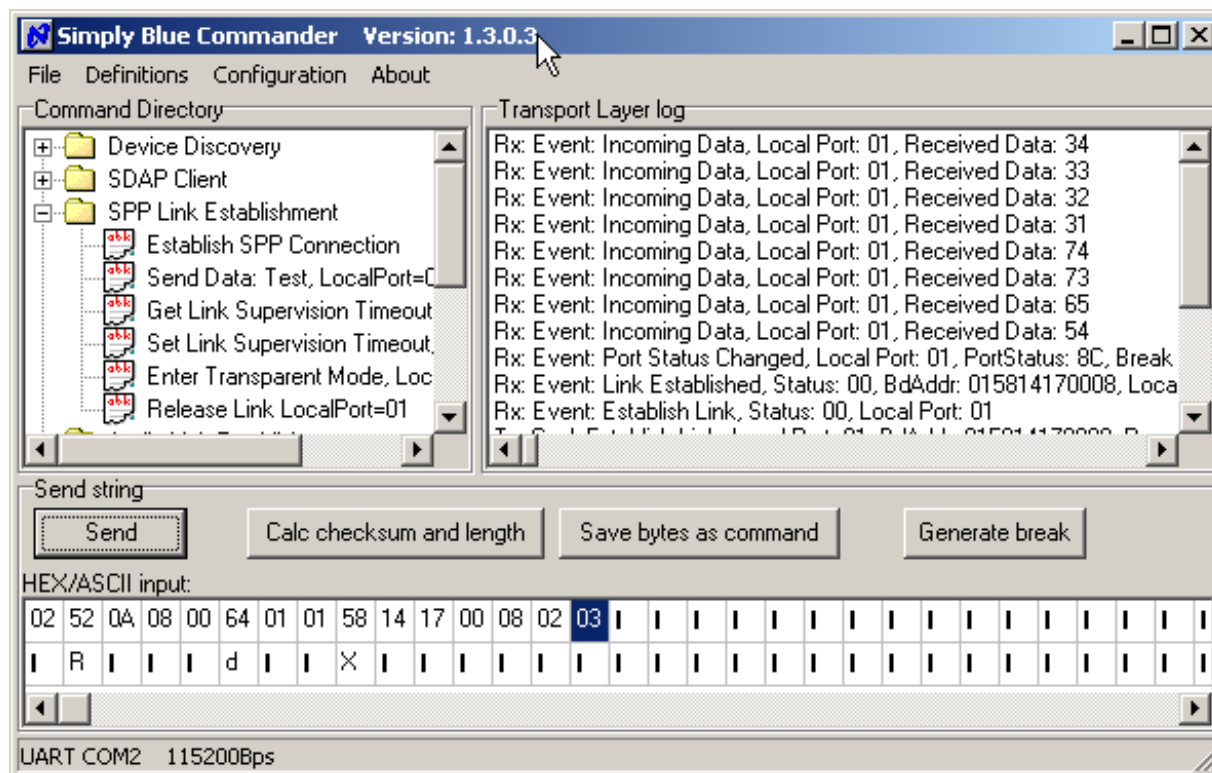 Simply Blue Commander Version: 1.3.0.3
File Definitions Configuration About
Command Directory
Device Discovery
SDAP Client
SPP Link Establishment
Establish SPP Connection
Send Data: Test, LocalPort=
Get Link Supervision Timeout
Set Link Supervision Timeout,
Enter Transparent Mode, Loc
Release Link LocalPort=01
Transport Layer log
Rx: Event: Incoming Data, Local Port: 01, Received Data: 34
Rx: Event: Incoming Data, Local Port: 01, Received Data: 33
Rx: Event: Incoming Data, Local Port: 01, Received Data: 32
Rx: Event: Incoming Data, Local Port: 01, Received Data: 31
Rx: Event: Incoming Data, Local Port: 01, Received Data: 74
Rx: Event: Incoming Data, Local Port: 01, Received Data: 73
Rx: Event: Incoming Data, Local Port: 01, Received Data: 65
Rx: Event: Incoming Data, Local Port: 01, Received Data: 54
Rx: Event: Port Status Changed, Local Port: 01, PortStatus: 8C, Break
Rx: Event: Link Established, Status: 00, BdAddr: 015814170008, Loca
Rx: Event: Establish Link, Status: 00, Local Port: 01
Send string
Send Calc checksum and length Save bytes as command Generate break
HEX/ASCII input:
02 52 0A 08 00 64 01 01 58 14 17 00 08 02 03
R d X
UART COM2 115200Bps